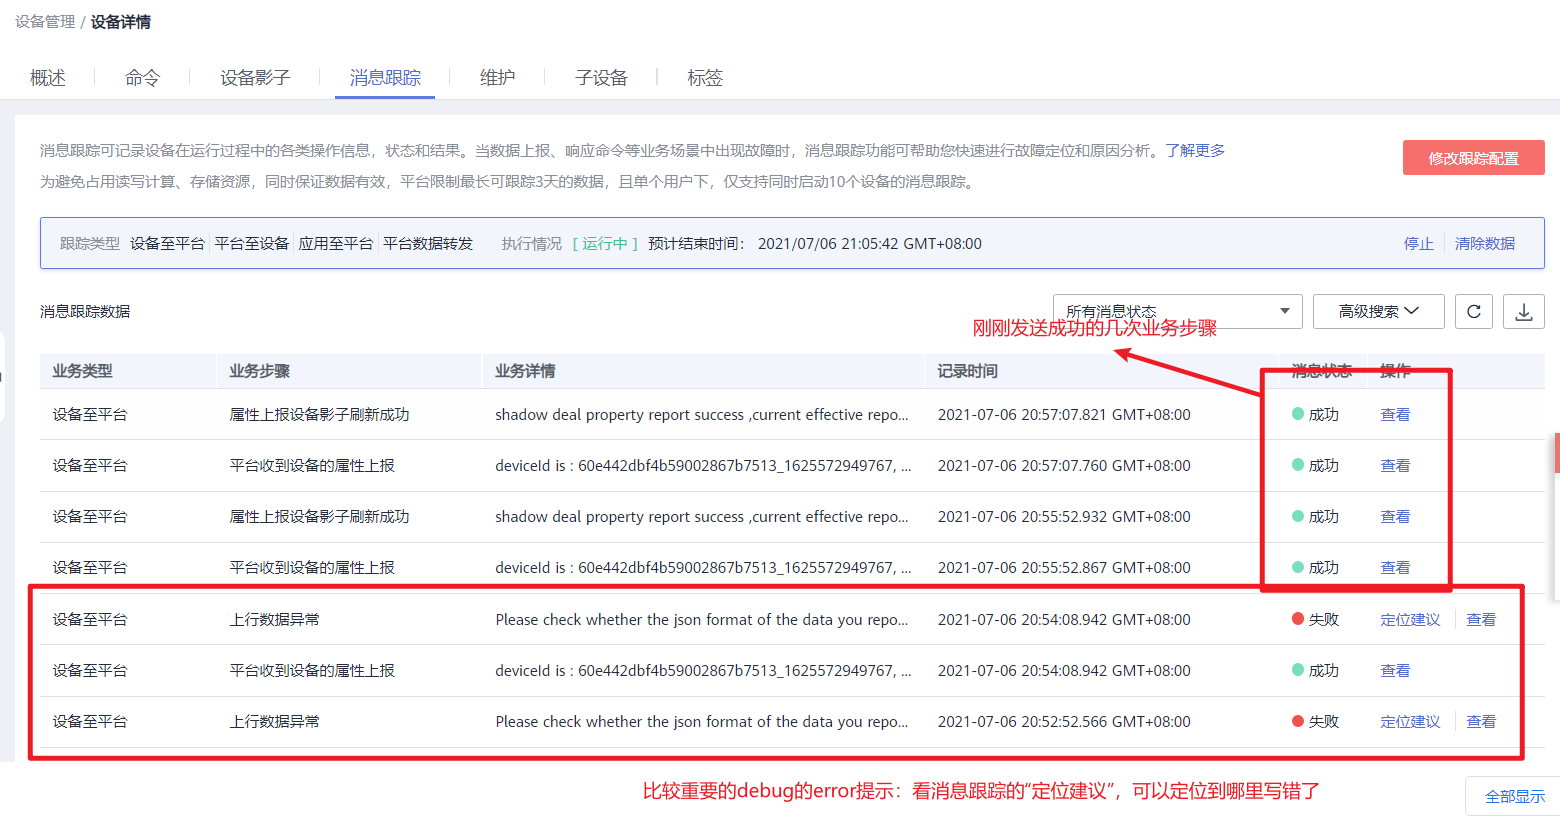 设备管理 / 设备详情
概述 命令 设备影子 消息跟踪 维护 子设备 标签
消息跟踪可记录设备在运行过程中的各类操作信息，状态和结果。当数据上报、响应命令等业务场景中出现故障时，消息跟踪功能可帮助您快速进行故障定位和原因分析。了解更多
修改跟踪配置
为避免占用读写计算、存储资源，同时保证数据有效，平台限制最长可跟踪3天的数据，且单个用户下，仅支持同时启动10个设备的消息跟踪。
跟踪类型 设备至平台 平台至设备 应用至平台 平台数据转发 执行情况 [ 运行中 ] 预计结束时间： 2021/07/06 21:05:42 GMT+08:00 停止 清除数据
消息跟踪数据 所有消息状态 高级搜索
刚刚发送成功的几次业务步骤
业务类型 业务步骤 业务详情 记录时间 消息状态 操作
设备至平台 属性上报设备影子刷新成功 shadow deal property report success ,current effective repo... 2021-07-06 20:57:07.821 GMT+08:00 成功 查看
设备至平台 平台收到设备的属性上报 deviceId is : 60e442dbf4b59002867b7513_1625572949767, ... 2021-07-06 20:57:07.760 GMT+08:00 成功 查看
设备至平台 属性上报设备影子刷新成功 shadow deal property report success ,current effective repo... 2021-07-06 20:55:52.932 GMT+08:00 成功 查看
设备至平台 平台收到设备的属性上报 deviceId is : 60e442dbf4b59002867b7513_1625572949767, ... 2021-07-06 20:55:52.867 GMT+08:00 成功 查看
设备至平台 上行数据异常 Please check whether the json format of the data you repo... 2021-07-06 20:54:08.942 GMT+08:00 失败 定位建议 查看
设备至平台 平台收到设备的属性上报 deviceId is : 60e442dbf4b59002867b7513_1625572949767, ... 2021-07-06 20:54:08.942 GMT+08:00 成功 查看
设备至平台 上行数据异常 Please check whether the json format of the data you repo... 2021-07-06 20:52:52.566 GMT+08:00 失败 定位建议 查看
比较重要的debug的error提示：看消息跟踪的“定位建议”，可以定位到哪里写错了
全部显示